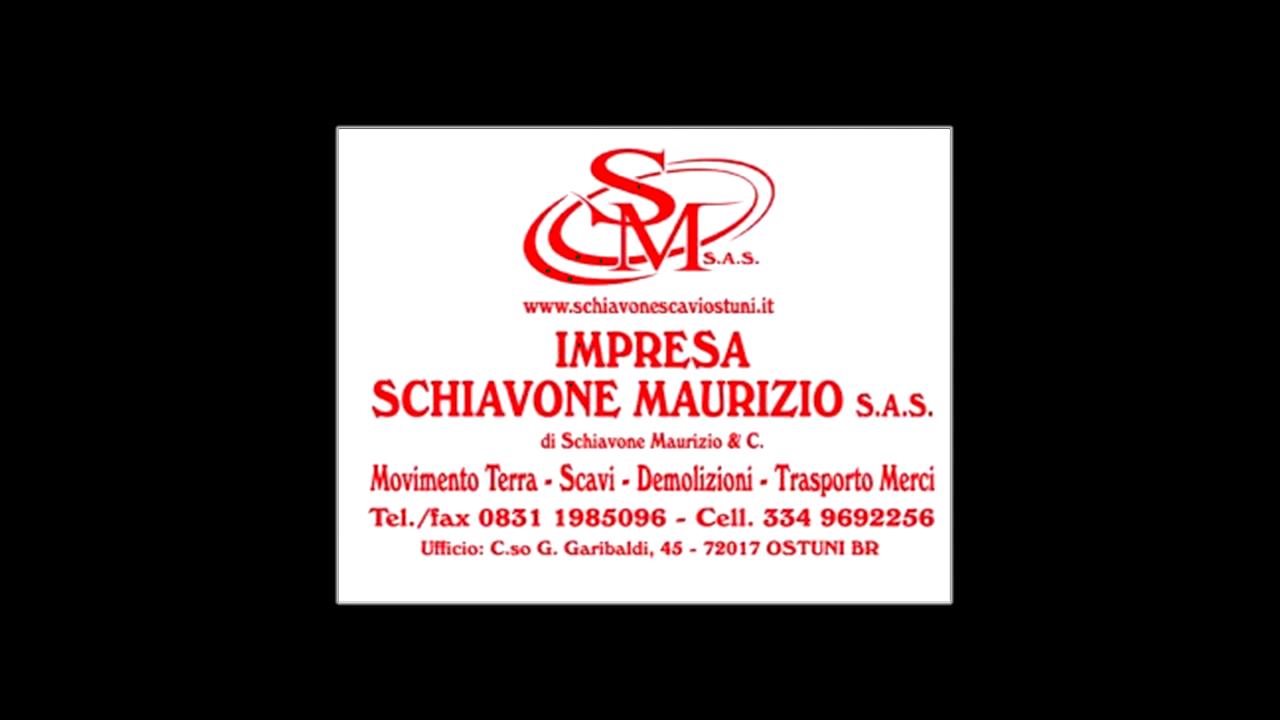 SM S.A.S.
www.schiavonescaviostuni.it
IMPRESA
SCHIAVONE MAURIZIO S.A.S.
di Schiavone Maurizio & C.
Movimento Terra - Scavi - Demolizioni - Trasporto Merci
Tel./fax 0831 1985096 - Cell. 334 9692256
Ufficio: C.so G. Garibaldi, 45 - 72017 OSTUNI BR